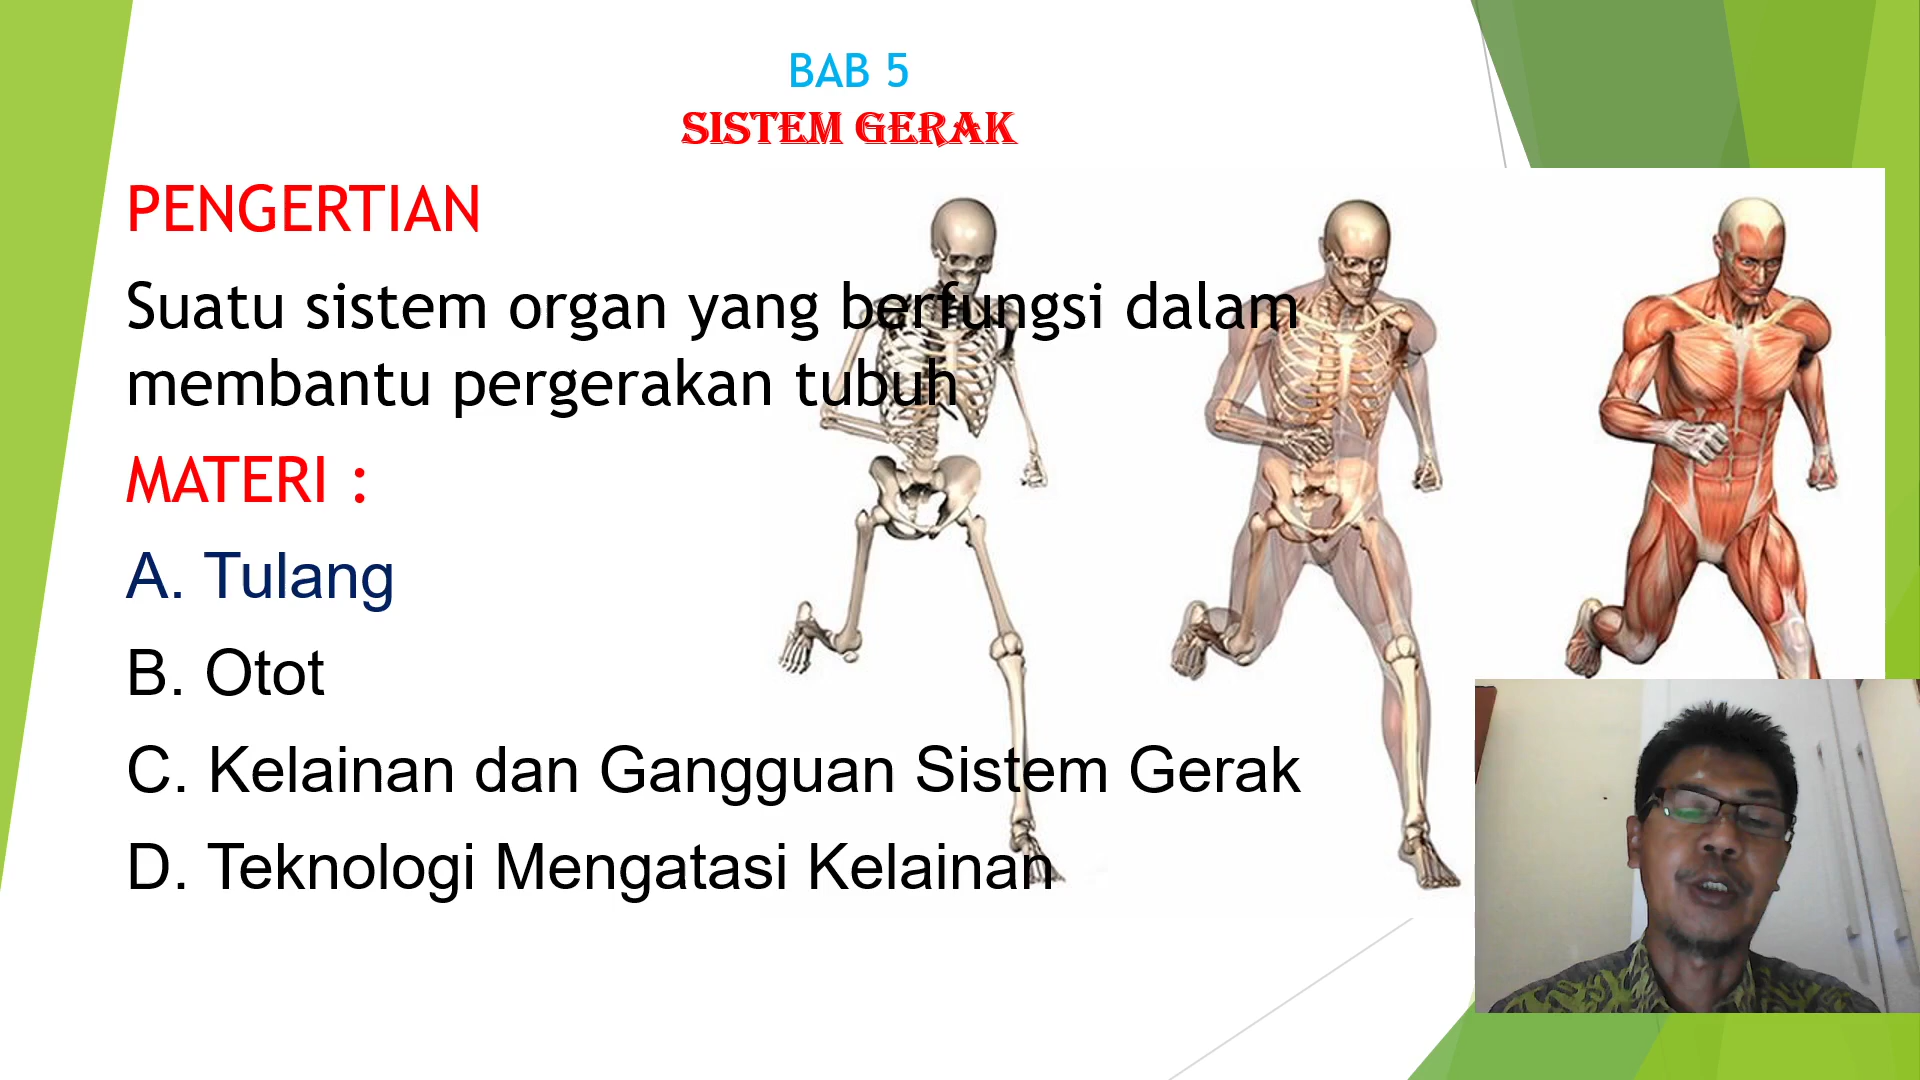 BAB 5
SISTEM GERAK
PENGERTIAN
Suatu sistem organ yang berfungsi dalam
membantu pergerakan tubuh
MATERI :
A. Tulang
B. Otot
C. Kelainan dan Gangguan Sistem Gerak
D. Teknologi Mengatasi Kelainan